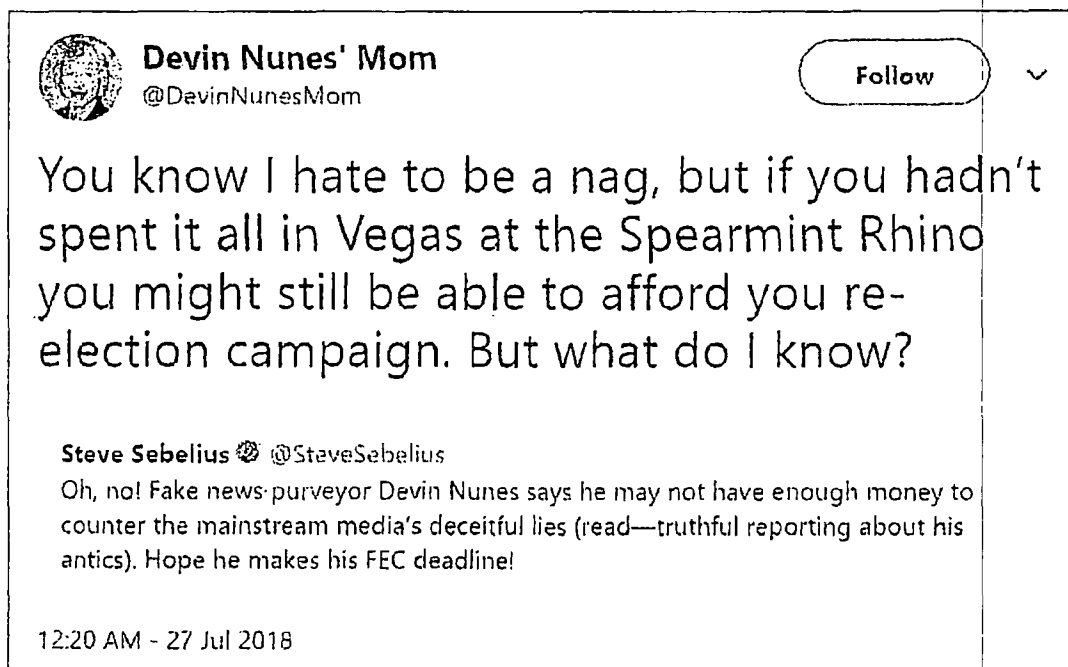 Devin Nunes' Mom
@DevinNunesMom
Follow
You know I hate to be a nag, but if you hadn't
spent it all in Vegas at the Spearmint Rhino
you might still be able to afford you re-
election campaign. But what do I know?
Steve Sebelius @SteveSebelius
Oh, no! Fake news purveyor Devin Nunes says he may not have enough money to
counter the mainstream media's deceitful lies (read—truthful reporting about his
antics). Hope he makes his FEC deadline!
12:20 AM - 27 Jul 2018